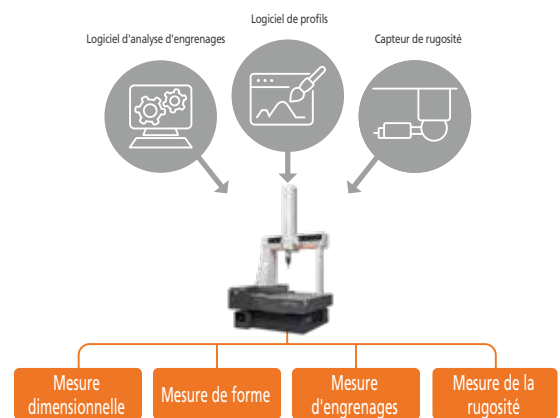 Logiciel de profils
Logiciel d'analyse d'engrenages
Capteur de rugosité
Mesure
dimensionnelle
Mesure de forme
Mesure
d'engrenages
Mesure de la
rugosité